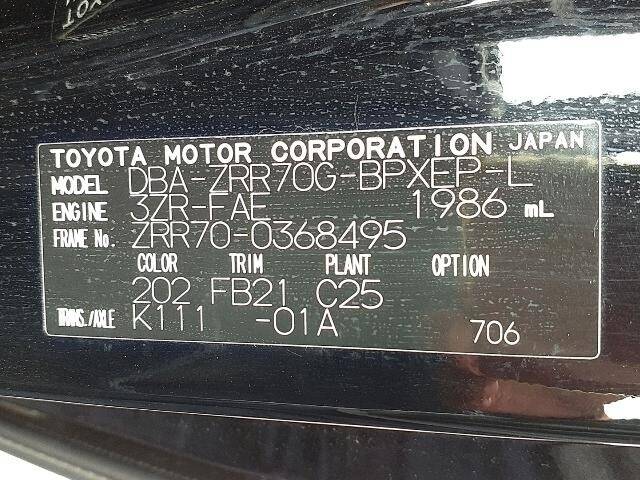 TOYOTA MOTOR CORPORATION JAPAN
MODEL DBA-ZRR70G-BPXEP-L
ENGINE 3ZR-FAE 1986 mL
FRAME No. ZRR70-0368495
COLOR TRIM PLANT OPTION
202 FB21 C25
TRANS./AXLE K111 -01A 706